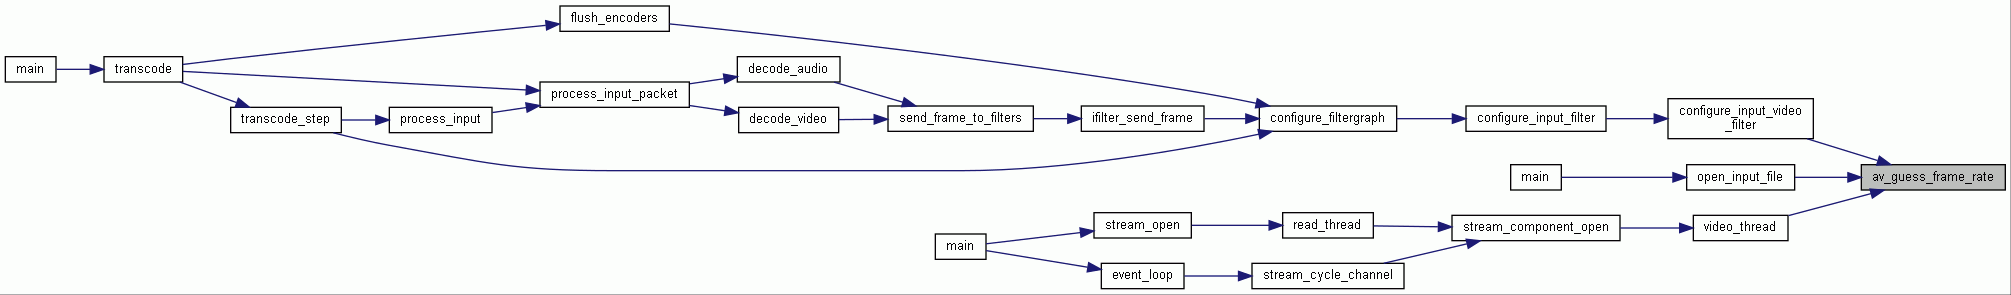 flush_encoders
main
transcode
decode_audio
process_input_packet
transcode_step
process_input
decode_video
send_frame_to_filters
ifilter_send_frame
configure_filtergraph
configure_input_filter
configure_input_video
_filter
main
open_input_file
av_guess_frame_rate
main
stream_open
read_thread
stream_component_open
video_thread
event_loop
stream_cycle_channel